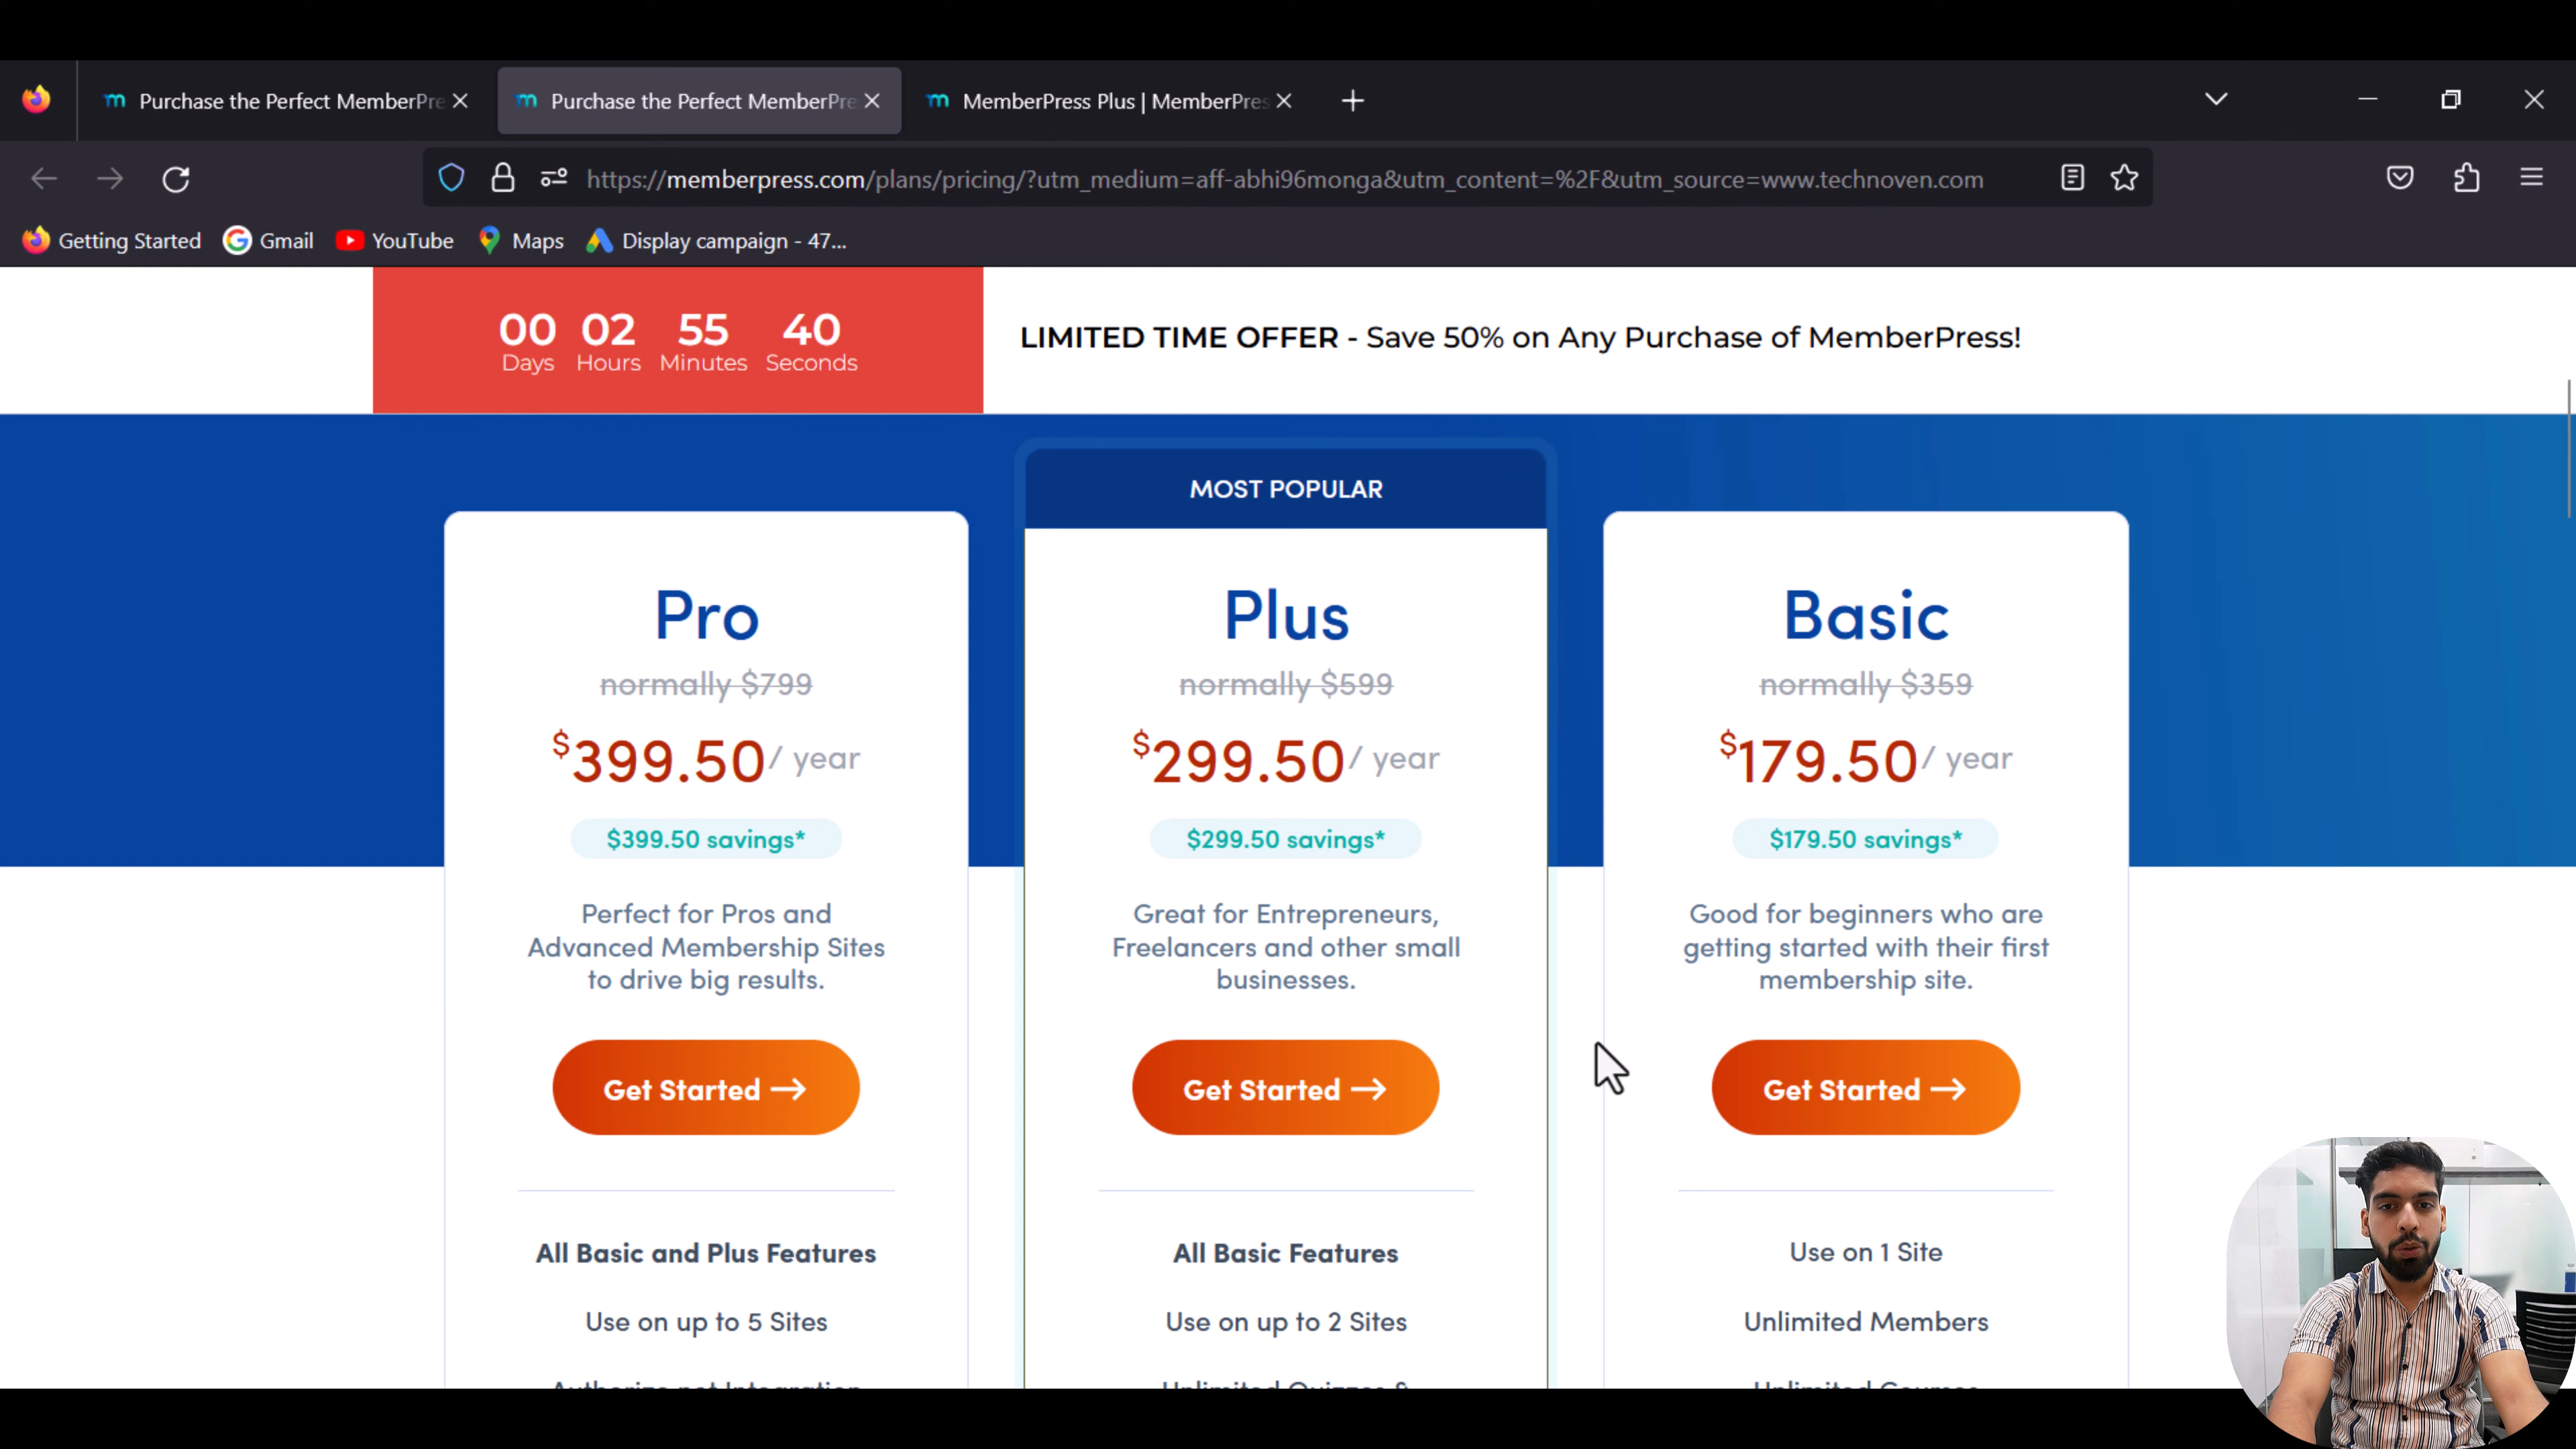 Purchase the Perfect MemberPre
Purchase the Perfect MemberPre
MemberPress Plus | MemberPres
https://memberpress.com/plans/pricing/?utm_medium=aff-abhi96monga&utm_content=%2F&utm_source=www.technoven.com
Getting Started
Gmail
YouTube
Maps
Display campaign - 47...
00 02 55 40
Days Hours Minutes Seconds
LIMITED TIME OFFER - Save 50% on Any Purchase of MemberPress!
MOST POPULAR
Pro
normally $799
$399.50/ year
$399.50 savings*
Perfect for Pros and
Advanced Membership Sites
to drive big results.
Get Started →
All Basic and Plus Features
Use on up to 5 Sites
Authorize.net Integration
Plus
normally $599
$299.50/ year
$299.50 savings*
Great for Entrepreneurs,
Freelancers and other small
businesses.
Get Started →
All Basic Features
Use on up to 2 Sites
Unlimited Quizzes &
Basic
normally $359
$179.50/ year
$179.50 savings*
Good for beginners who are
getting started with their first
membership site.
Get Started →
Use on 1 Site
Unlimited Members
Unlimited Courses